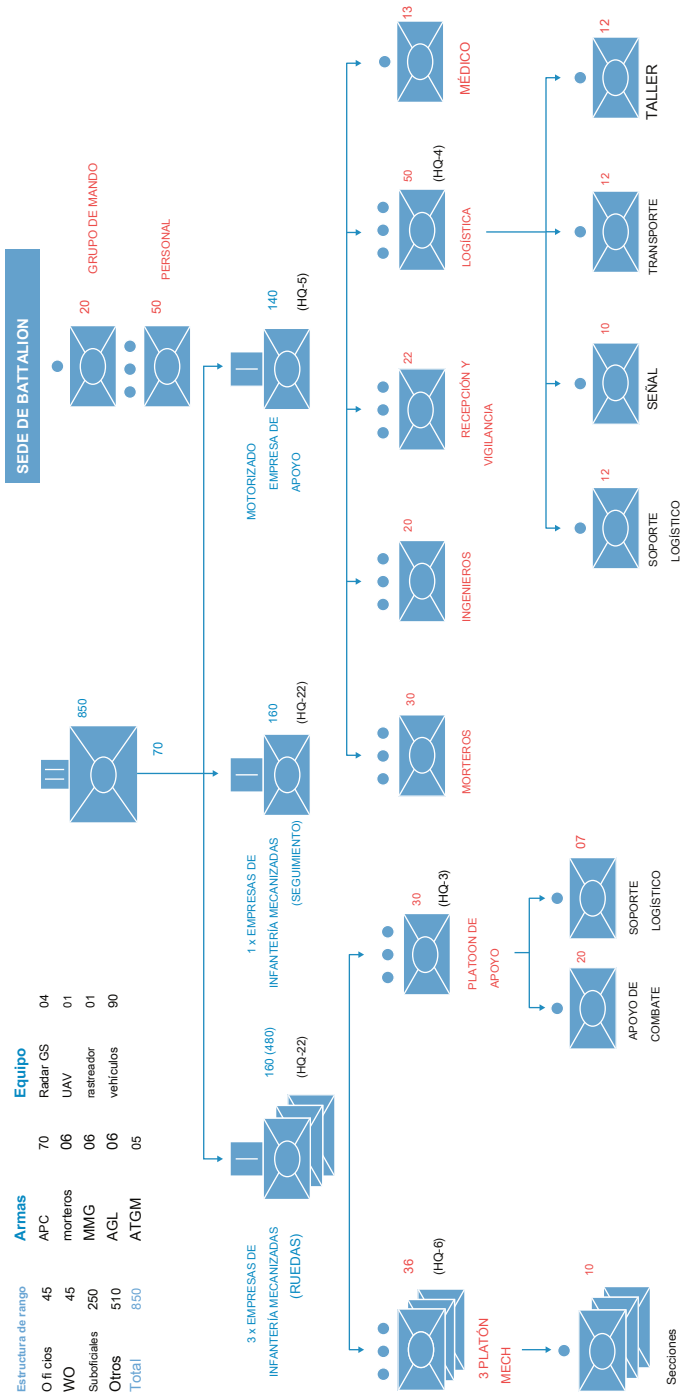 SEDE DE BATTALION
Estructura de rango
O fi cios 45
WO 45
Suboficiales 250
Otros 510
Total 850
Armas
APC 70
morteros 06
MMG 06
AGL 06
ATGM 05
Equipo
Radar GS 04
UAV 01
rastreador 01
vehículos 90
850
70
20
GRUPO DE MANDO
50
PERSONAL
3 x EMPRESAS DE
INFANTERÍA MECANIZADAS
(RUEDAS)
160 (480)
(HQ-22)
1 x EMPRESAS DE
INFANTERÍA MECANIZADAS
(SEGUIMIENTO)
160
(HQ-22)
MOTORIZADO
EMPRESA DE
APOYO
140
(HQ-5)
36
(HQ-6)
3 PLATÓN
MECH
30
(HQ-3)
PLATOON DE
APOYO
30
MORTEROS
20
INGENIEROS
22
RECEPCIÓN Y
VIGILANCIA
50
(HQ-4)
LOGÍSTICA
13
MÉDICO
10
Secciones
20
APOYO DE
COMBATE
07
SOPORTE
LOGÍSTICO
12
SOPORTE
LOGÍSTICO
10
SEÑAL
12
TRANSPORTE
12
TALLER